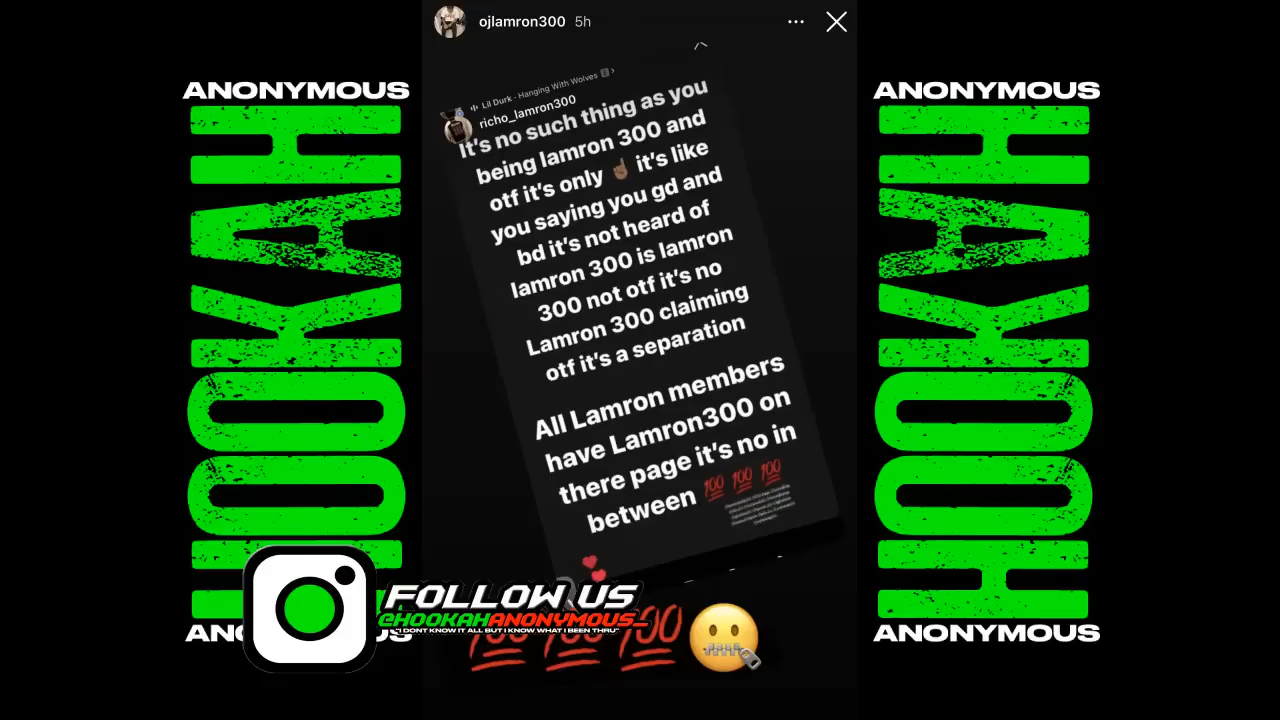 ojlamron300 5h
Lil Durk · Hanging With Wolves E
richo_lamron300
It's no such thing as you
being lamron 300 and
otf it's only ☝🏾 it's like
you saying you gd and
bd it's not heard of
lamron 300 is lamron
300 not otf it's no
Lamron 300 claiming
otf it's a separation
All Lamron members
have Lamron300 on
there page it's no in
between 💯 💯 💯
💯 💯 💯 🤐
ANONYMOUS
HOOKAH
ANONYMOUS
HOOKAH
ANONYMOUS
FOLLOW US
@HOOKAHANONYMOUS_
"I DONT KNOW IT ALL BUT I KNOW WHAT I BEEN THRU"